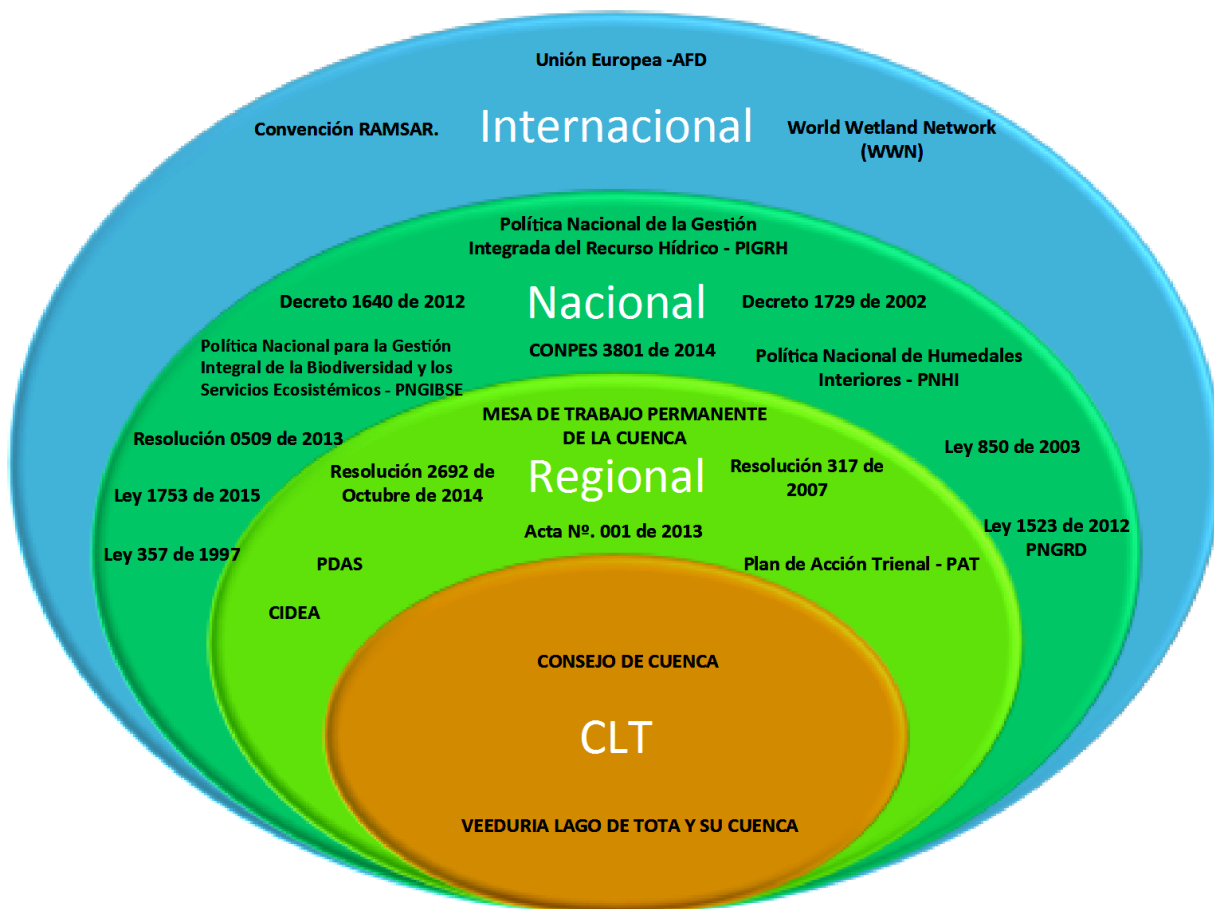 Unión Europea -AFD
Convención RAMSAR.
Internacional
World Wetland Network
(WWN)
Política Nacional de la Gestión
Integrada del Recurso Hídrico - PIGRH
Decreto 1640 de 2012
Nacional
Decreto 1729 de 2002
Política Nacional para la Gestión
Integral de la Biodiversidad y los
Servicios Ecosistémicos - PNGIBSE
CONPES 3801 de 2014
Política Nacional de Humedales
Interiores - PNHI
MESA DE TRABAJO PERMANENTE
DE LA CUENCA
Resolución 0509 de 2013
Ley 850 de 2003
Resolución 2692 de
Octubre de 2014
Regional
Resolución 317 de
2007
Ley 1753 de 2015
Acta Nº. 001 de 2013
Ley 1523 de 2012
PNGRD
Ley 357 de 1997
PDAS
Plan de Acción Trienal - PAT
CIDEA
CONSEJO DE CUENCA
CLT
VEEDURIA LAGO DE TOTA Y SU CUENCA